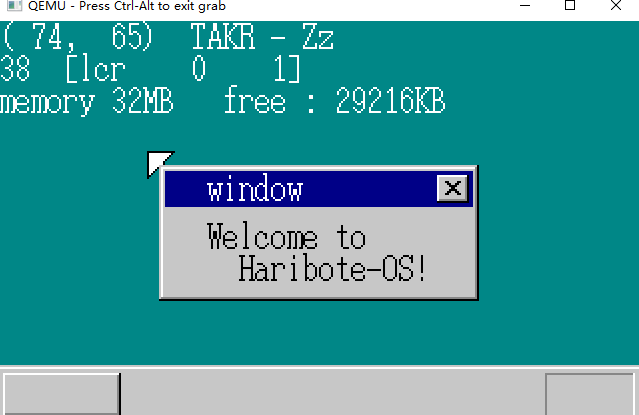 QEMU - Press Ctrl-Alt to exit grab
( 74,  65)  TAKR - Zz
38  [lcr    0    1]
memory 32MB   free : 29216KB
window
Welcome to
Haribote-OS!